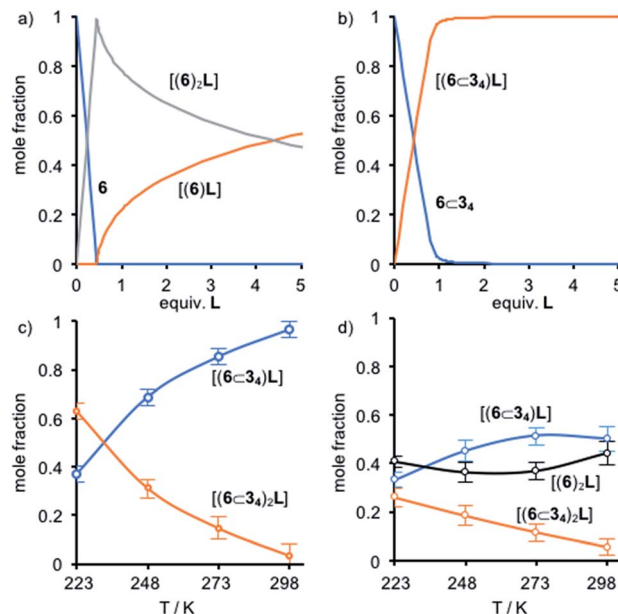 a)
1
0.8
0.6
0.4
0.2
0
mole fraction
[(6)₂L]
6
[(6)L]
0 1 2 3 4 5
equiv. L
b)
1
0.8
0.6
0.4
0.2
0
mole fraction
[(6⊂3₄)L]
6⊂3₄
0 1 2 3 4 5
equiv. L
c)
1
0.8
0.6
0.4
0.2
0
mole fraction
[(6⊂3₄)L]
[(6⊂3₄)₂L]
223 248 273 298
T / K
d)
1
0.8
0.6
0.4
0.2
0
mole fraction
[(6⊂3₄)L]
[(6)₂L]
[(6⊂3₄)₂L]
223 248 273 298
T / K